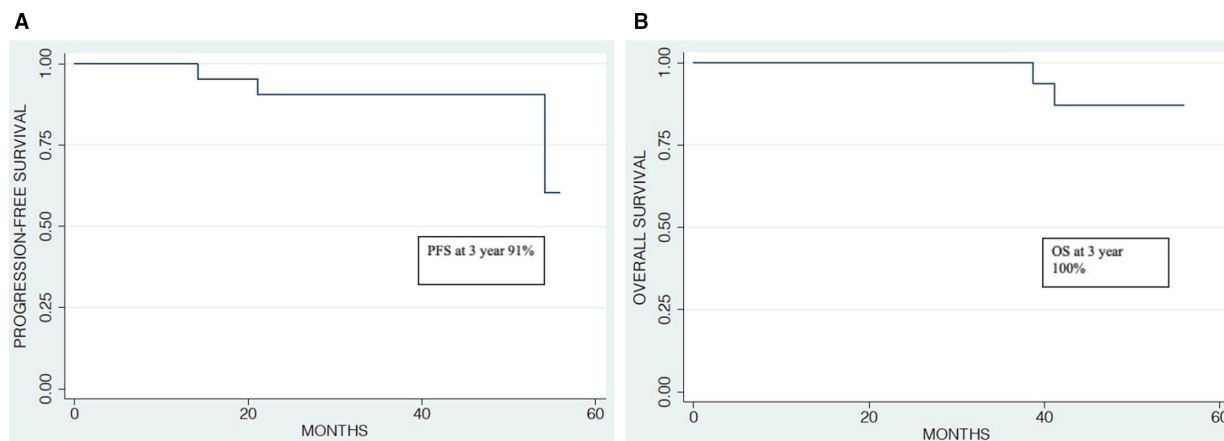 A
PROGRESSION-FREE SURVIVAL
1.00
0.75
0.50
0.25
0.00
PFS at 3 year 91%
0 20 40 60
MONTHS
B
OVERALL SURVIVAL
1.00
0.75
0.50
0.25
0.00
OS at 3 year
100%
0 20 40 60
MONTHS